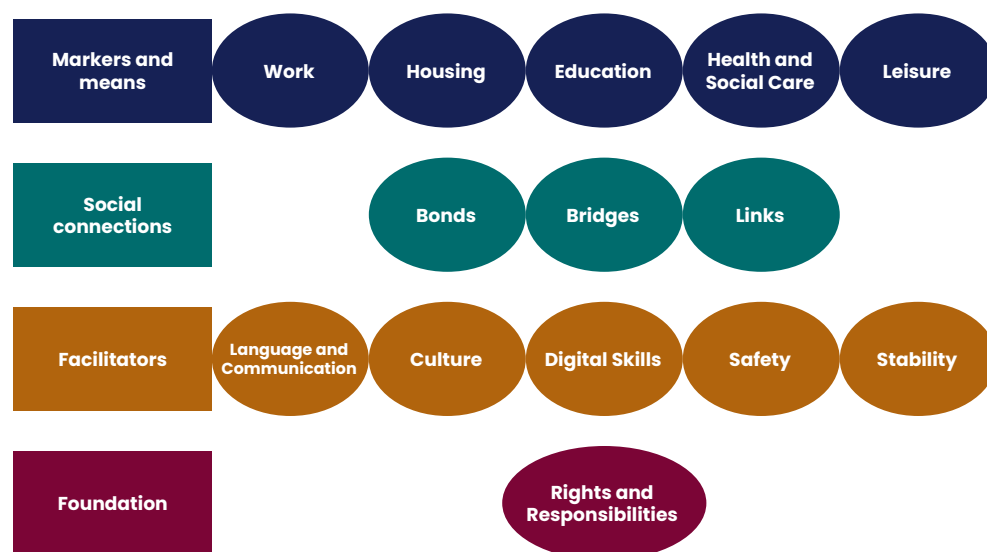 Markers and
means
Work
Housing
Education
Health and
Social Care
Leisure
Social
connections
Bonds
Bridges
Links
Facilitators
Language and
Communication
Culture
Digital Skills
Safety
Stability
Foundation
Rights and
Responsibilities